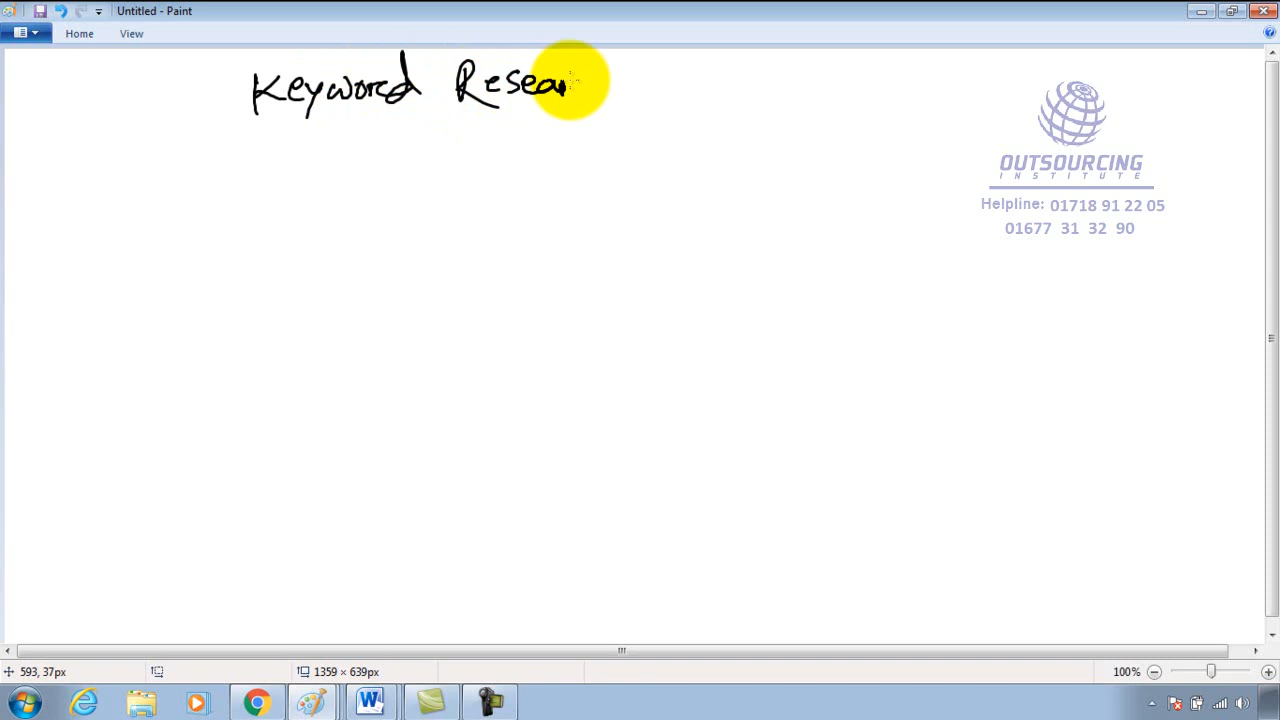 Untitled - Paint
Home View
Keyword Resear
OUTSOURCING
INSTITUTE
Helpline: 01718 91 22 05
01677 31 32 90
593, 37px
1359 × 639px
100%